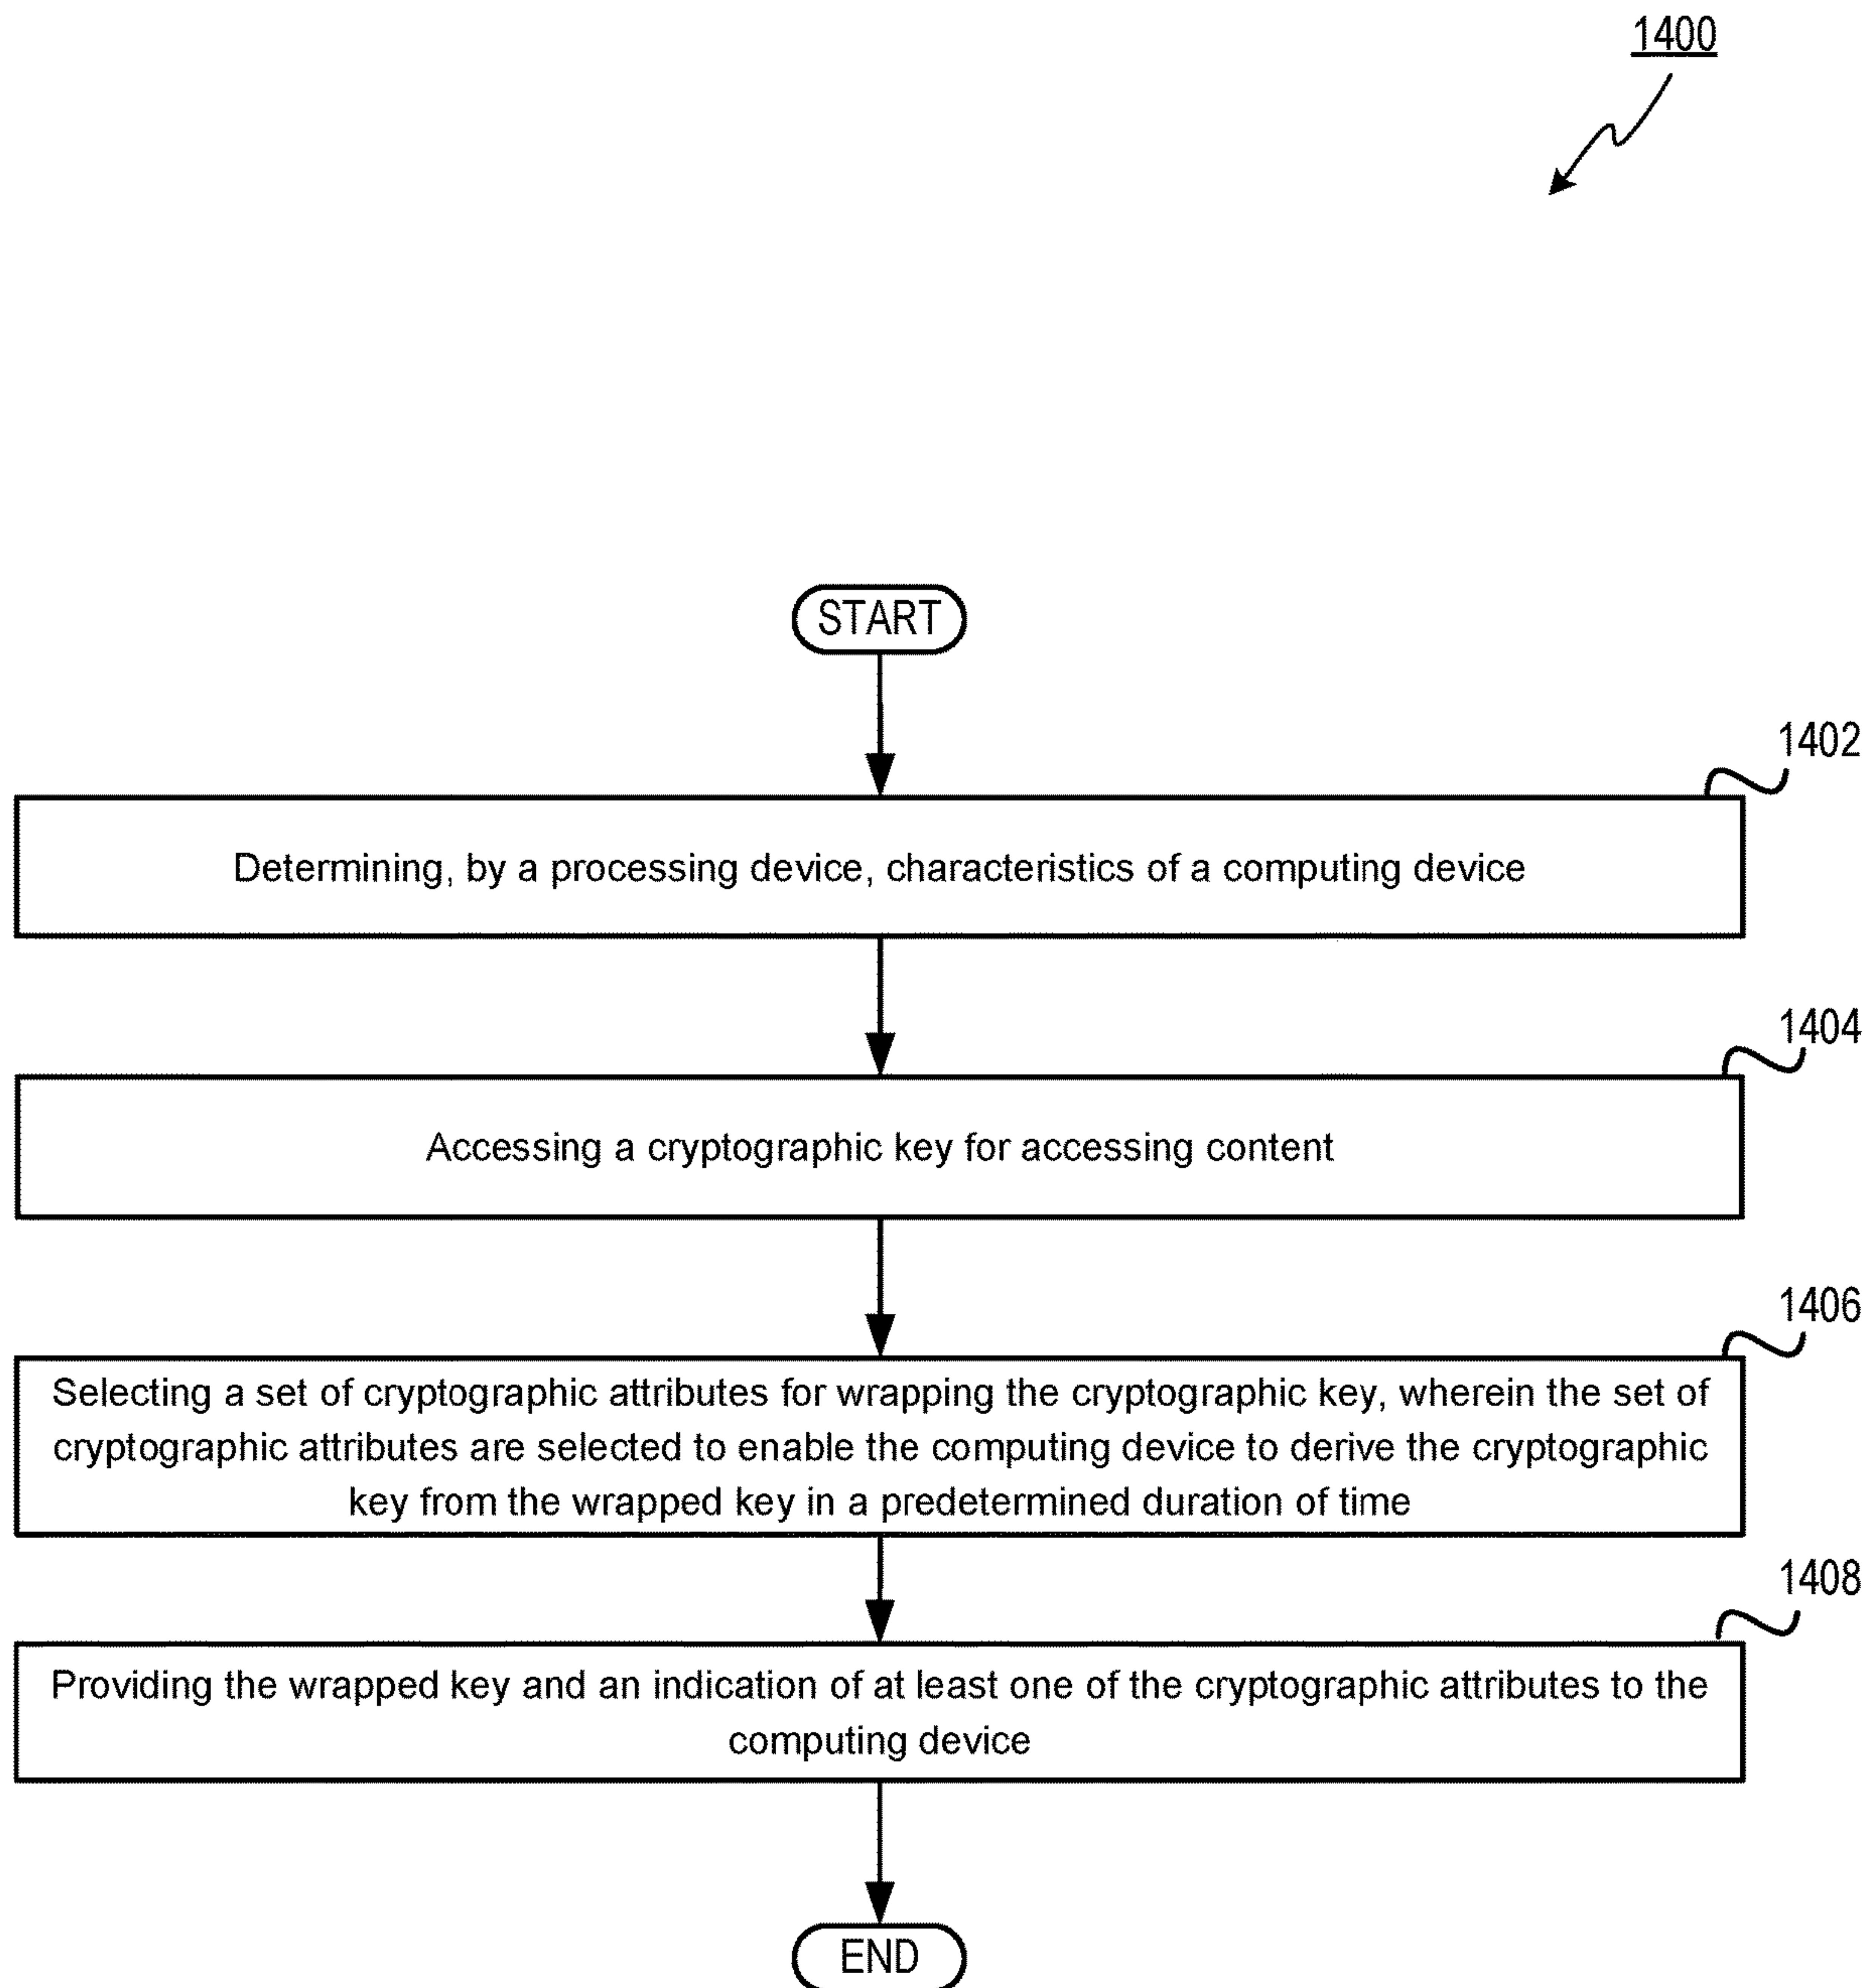 1400
START
1402
Determining, by a processing device, characteristics of a computing device
1404
Accessing a cryptographic key for accessing content
1406
Selecting a set of cryptographic attributes for wrapping the cryptographic key, wherein the set of
cryptographic attributes are selected to enable the computing device to derive the cryptographic
key from the wrapped key in a predetermined duration of time
1408
Providing the wrapped key and an indication of at least one of the cryptographic attributes to the
computing device
END